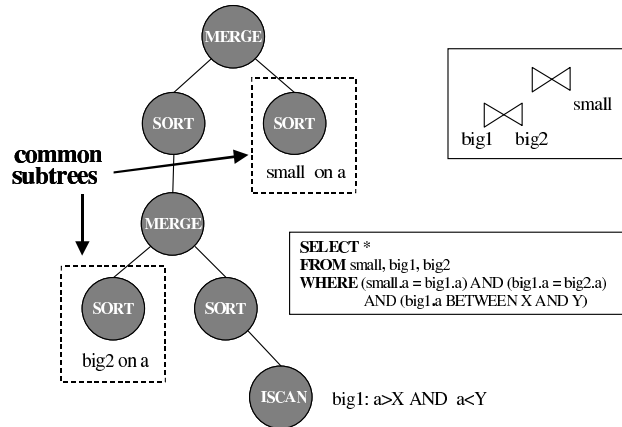 MERGE
SORT
SORT
small on a
common
subtrees
MERGE
SORT
SORT
big2 on a
ISCAN
big1: a>X AND a<Y
small
big1 big2
SELECT *
FROM small, big1, big2
WHERE (small.a = big1.a) AND (big1.a = big2.a)
AND (big1.a BETWEEN X AND Y)